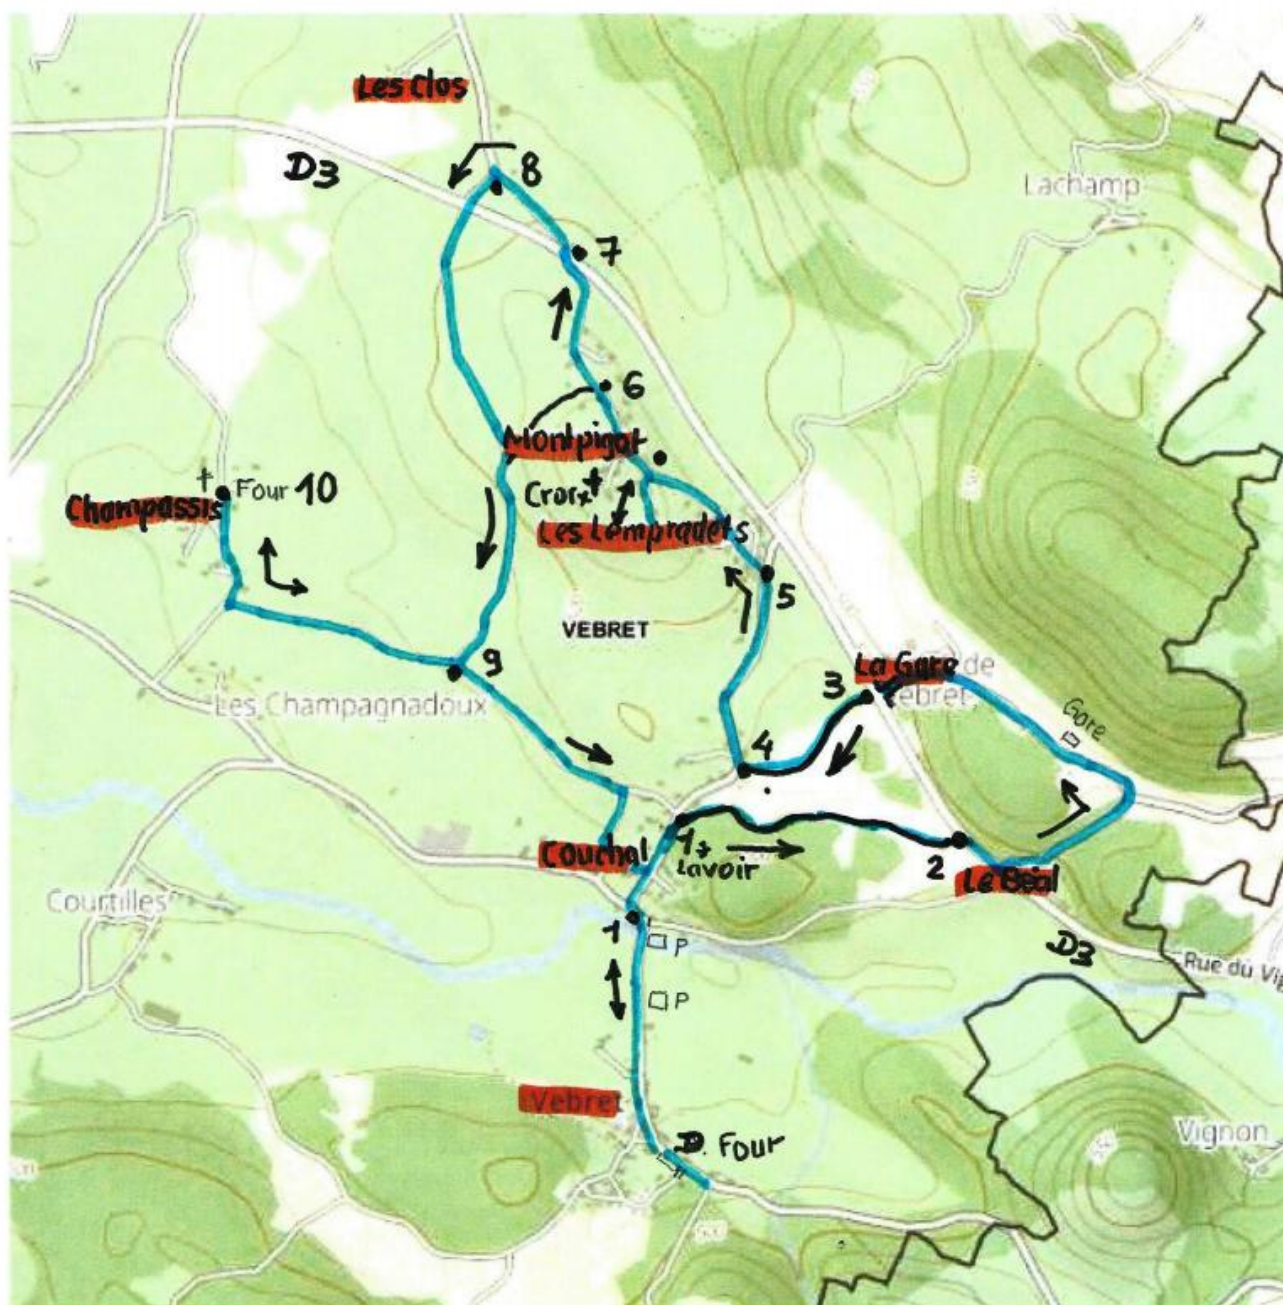 Les Clos
D3
8
Lachamp
7
6
Montpigot
Four 10
Croix
Champassis
Les Lempradets
5
VEBRET
9
La Gare
de
3
ebret
Les Champagnadoux
Gare
4
1
Lavoir
Couchal
2
Le Béal
Courtilles
1
P
D3
Rue du Vig
P
Vebret
D. Four
Vignon